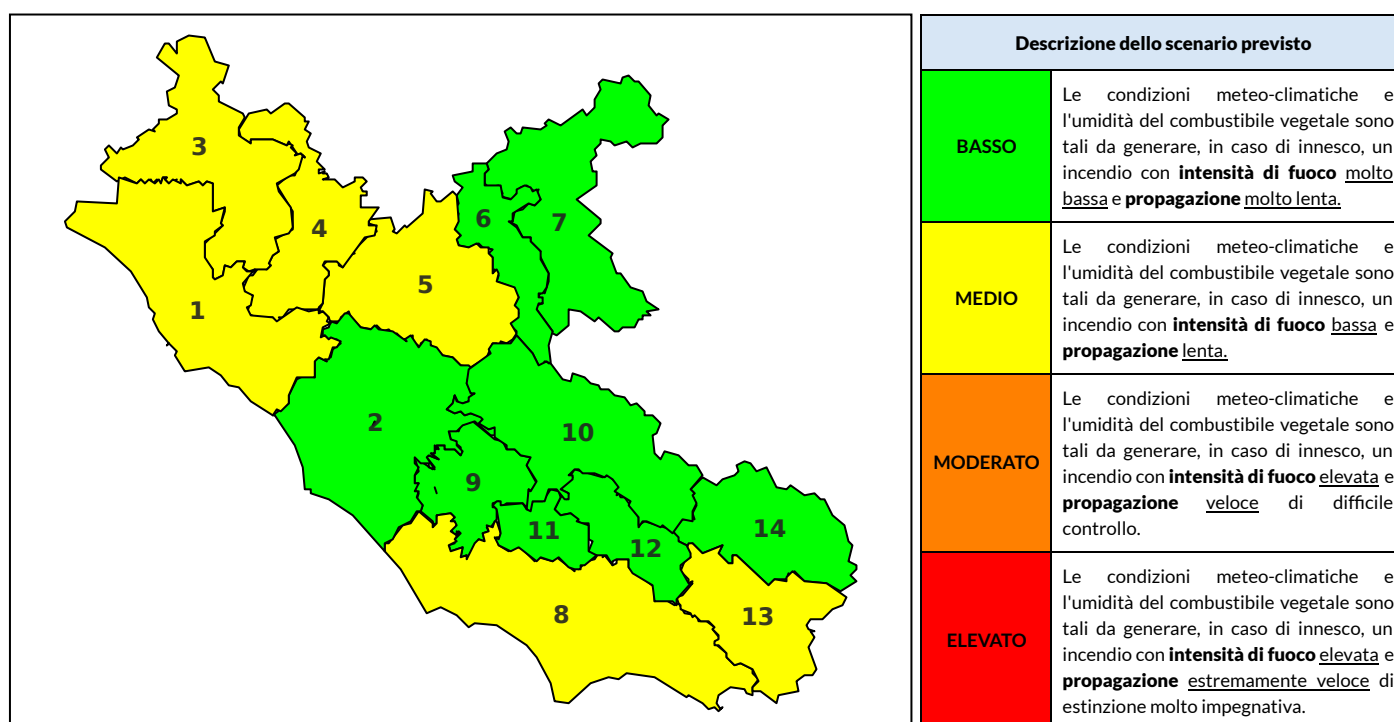 3
4
6
7
5
1
2
10
9
11
12
14
8
13
Descrizione dello scenario previsto
BASSO
Le condizioni meteo-climatiche e
l'umidità del combustibile vegetale sono
tali da generare, in caso di innesco, un
incendio con intensità di fuoco molto
bassa e propagazione molto lenta.
MEDIO
Le condizioni meteo-climatiche e
l'umidità del combustibile vegetale sono
tali da generare, in caso di innesco, un
incendio con intensità di fuoco bassa e
propagazione lenta.
MODERATO
Le condizioni meteo-climatiche e
l'umidità del combustibile vegetale sono
tali da generare, in caso di innesco, un
incendio con intensità di fuoco elevata e
propagazione veloce di difficile
controllo.
ELEVATO
Le condizioni meteo-climatiche e
l'umidità del combustibile vegetale sono
tali da generare, in caso di innesco, un
incendio con intensità di fuoco elevata e
propagazione estremamente veloce di
estinzione molto impegnativa.